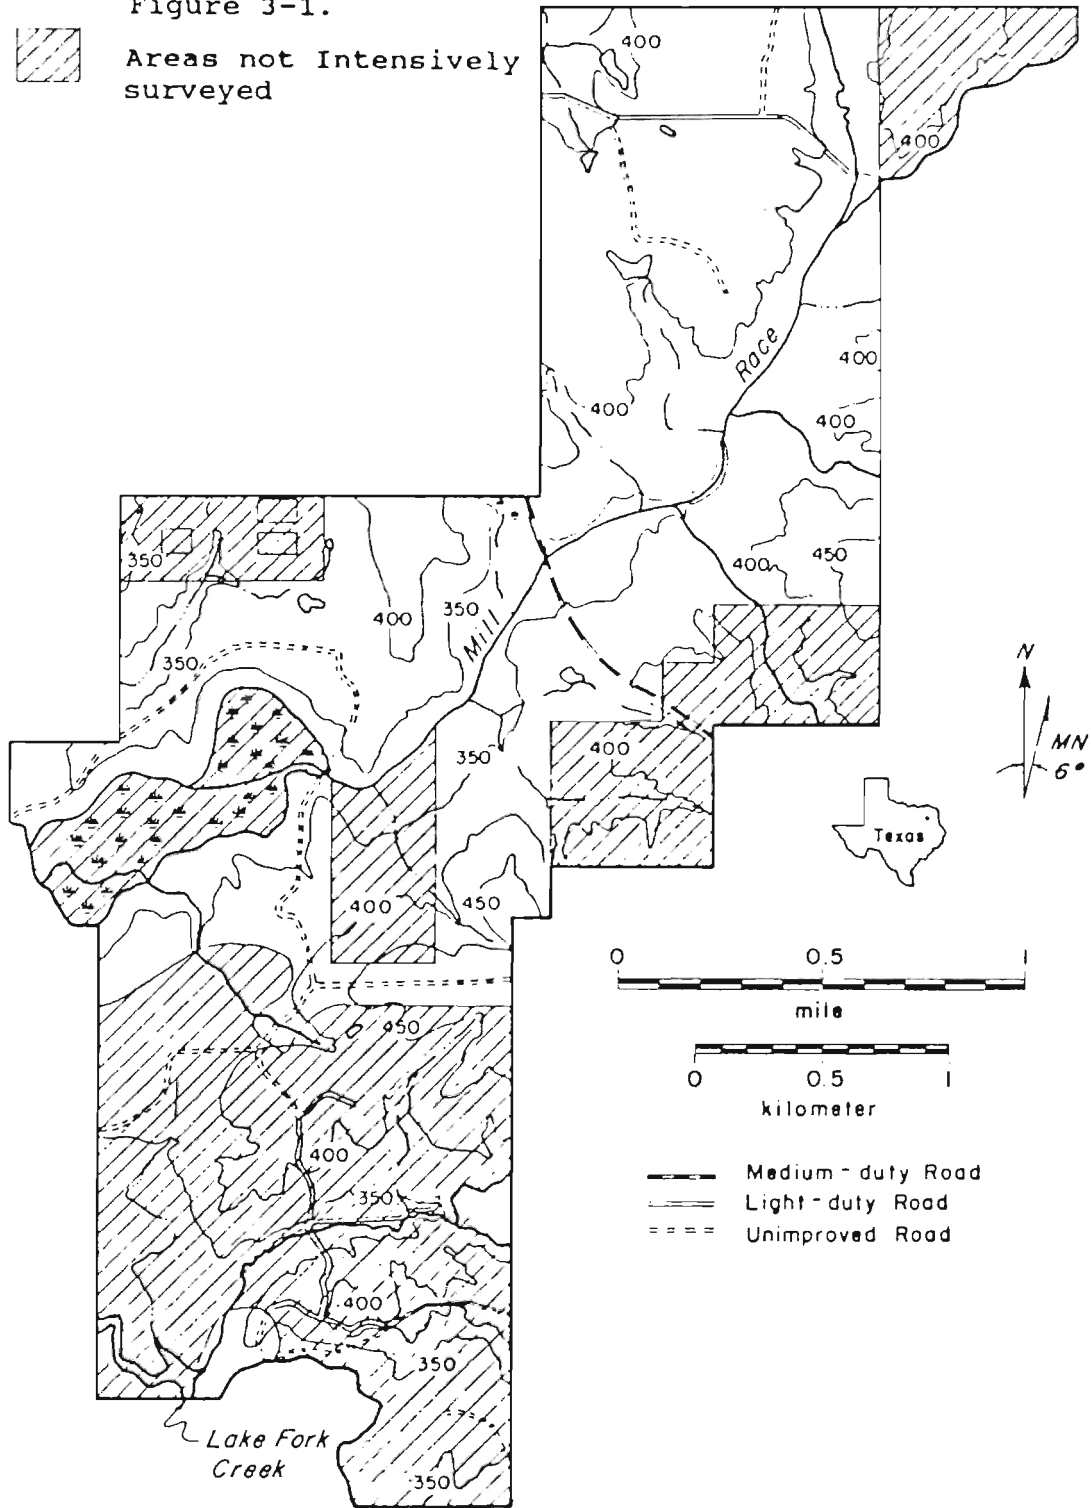 Figure 3-1.
Areas not Intensively
surveyed
400
400
400
Race
400
400
400
350
400
450
400
350
Mill
350
N
MN
6°
350
400
Texas
400
450
0 0.5 1
mile
450
0 0.5 1
kilometer
400
Medium-duty Road
350
Light-duty Road
Unimproved Road
400
350
Lake Fork
Creek
350